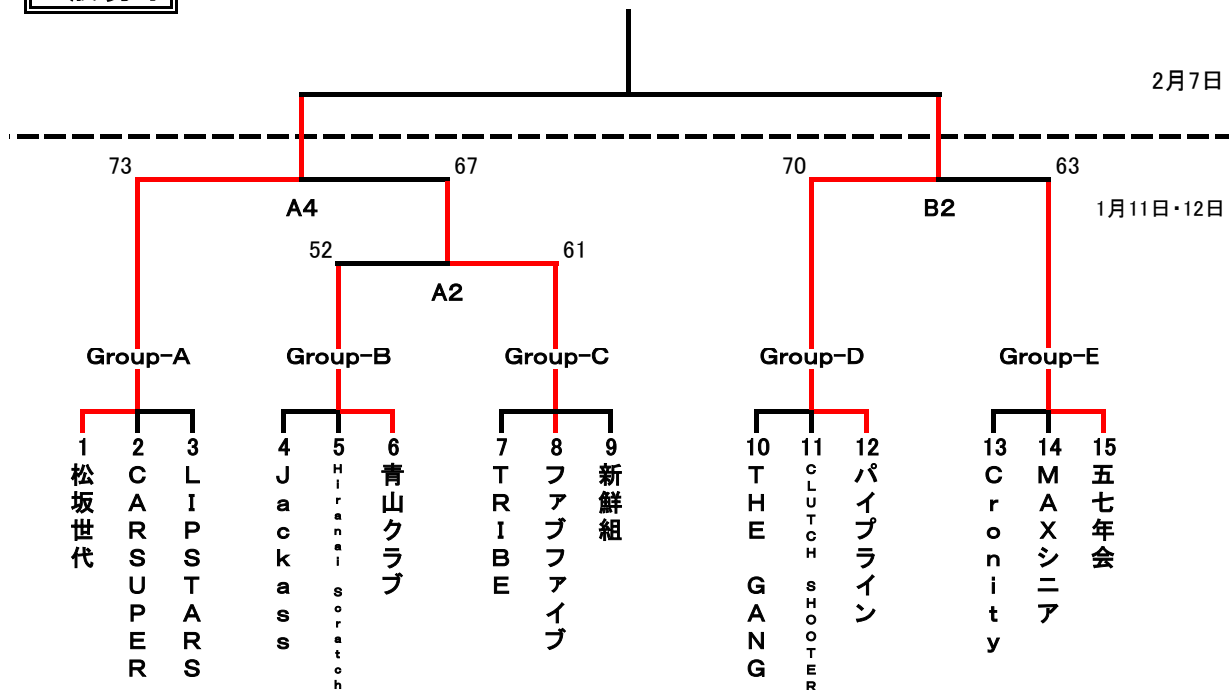 2月7日
73
67
70
63
A4
B2
1月11日・12日
52
61
A2
Group-A
Group-B
Group-C
Group-D
Group-E
1
2
3
4
5
6
7
8
9
10
11
12
13
14
15
松坂世代
CARSUPER
LIPSTARS
Jackass
Hiranai Scratch
青山クラブ
TRIBE
ファブファイブ
新鮮組
THE GANG
CLUTCH SHOOTER
パイプライン
Cronity
MAXシニア
五七年会